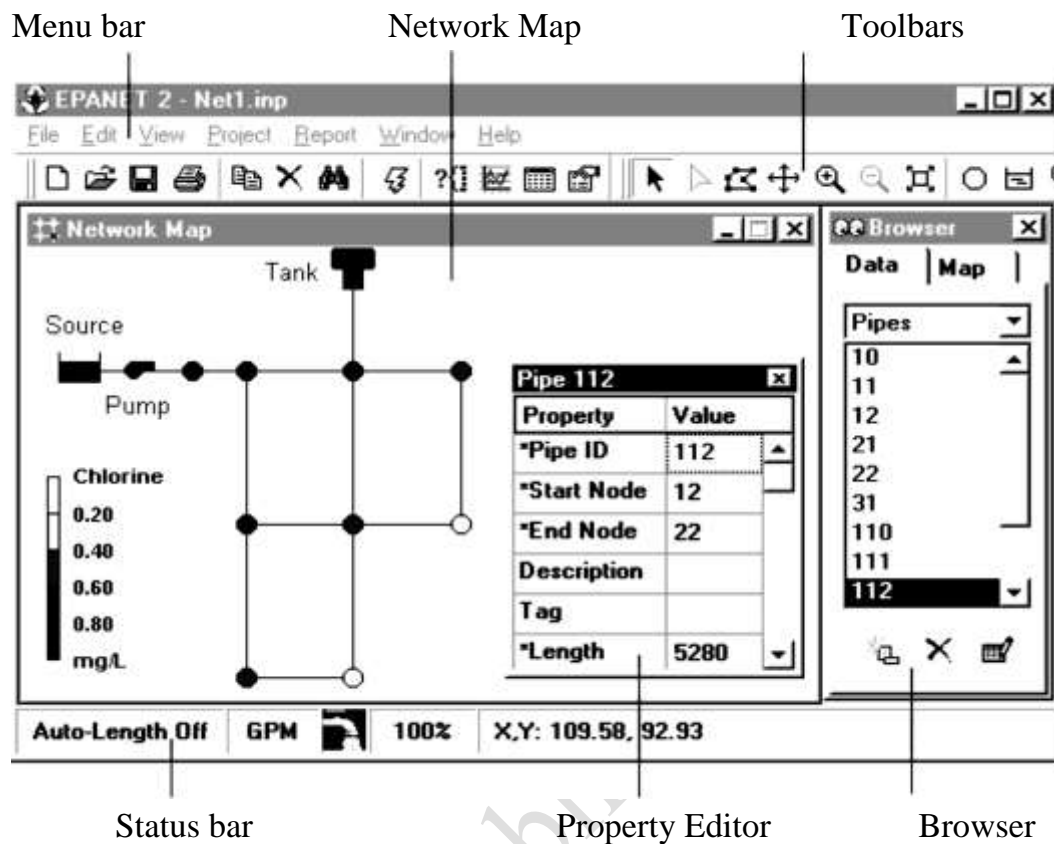 Menu bar Network Map Toolbars
EPANET 2 - Net1.inp
File Edit View Project Report Window Help
Network Map
Tank
Source
Pump
Chlorine
0.20
0.40
0.60
0.80
mg/L
Pipe 112
Property Value
*Pipe ID 112
*Start Node 12
*End Node 22
Description
Tag
*Length 5280
Browser
Data Map
Pipes
10
11
12
21
22
31
110
111
112
Auto-Length Off GPM 100% X,Y: 109.58, 92.93
Status bar Property Editor Browser